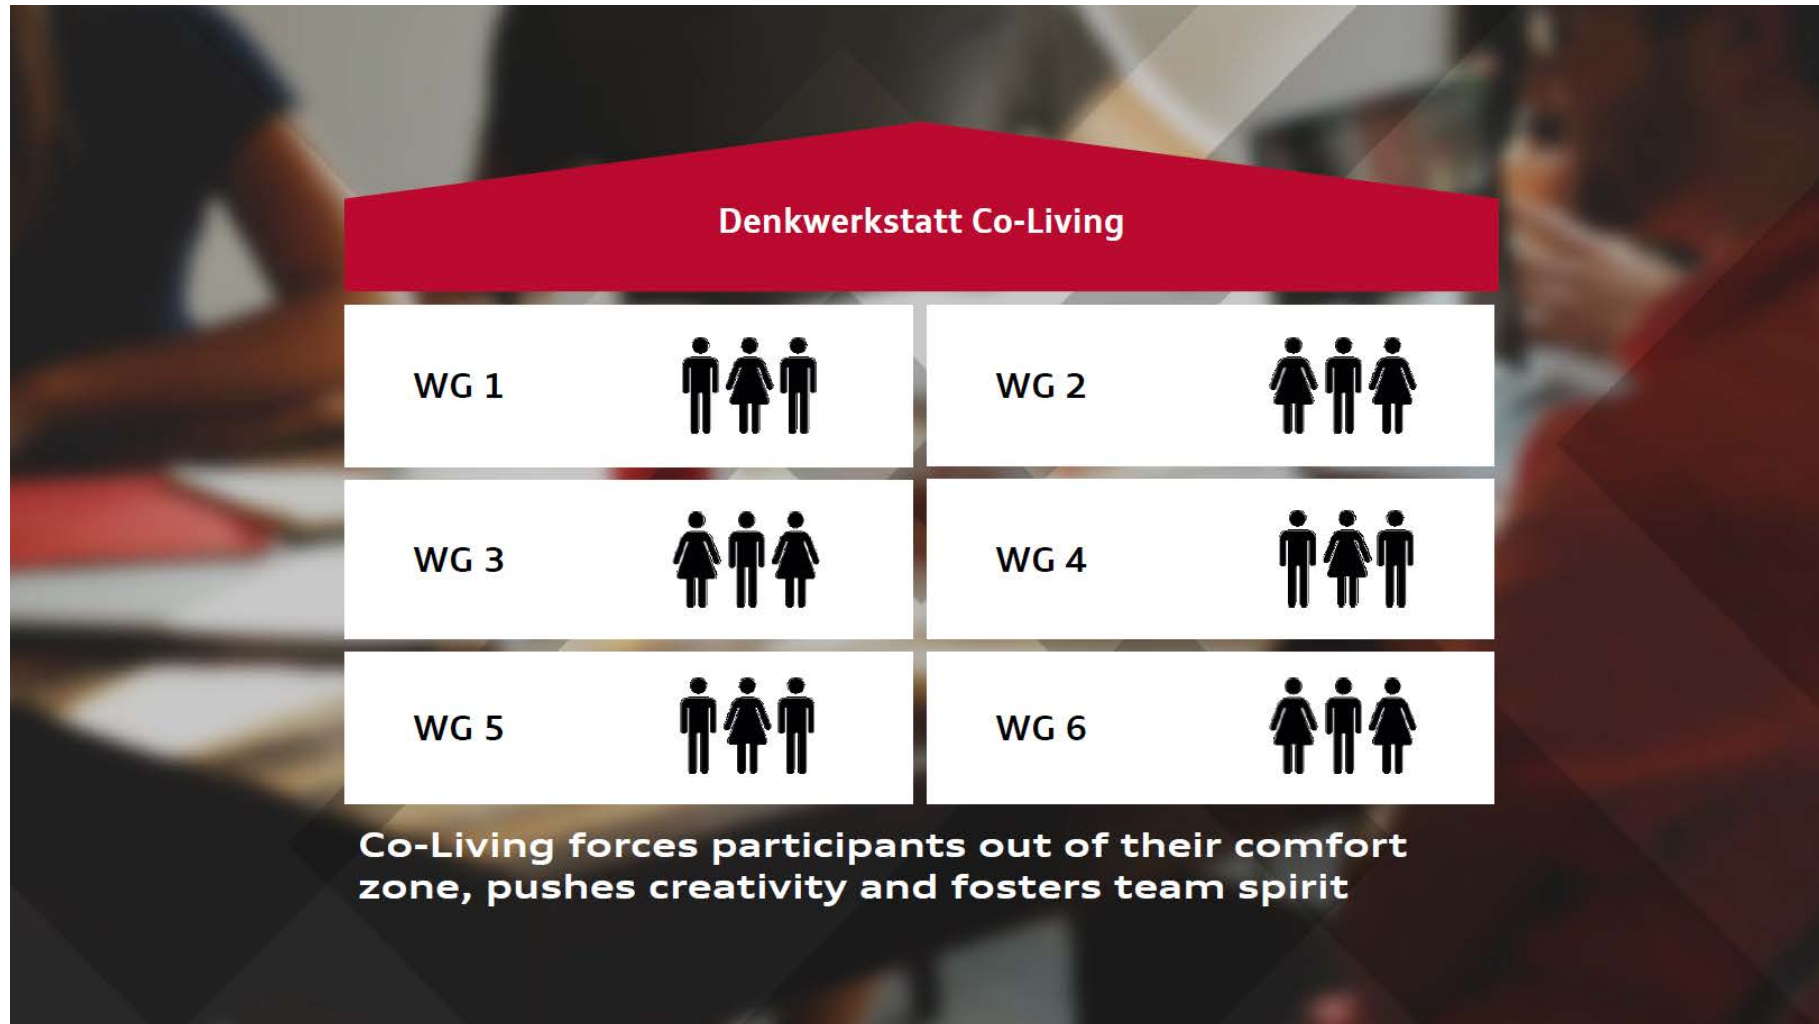 Denkwerkstatt Co-Living
WG 1
WG 2
WG 3
WG 4
WG 5
WG 6
Co-Living forces participants out of their comfort
zone, pushes creativity and fosters team spirit